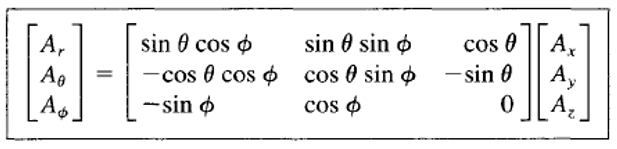 [A_r] = [sin θ cos ϕ sin θ sin ϕ cos θ] [A_x]
[A_θ] = [−cos θ cos ϕ cos θ sin ϕ −sin θ] [A_y]
[A_ϕ] = [−sin ϕ cos ϕ 0] [A_z]